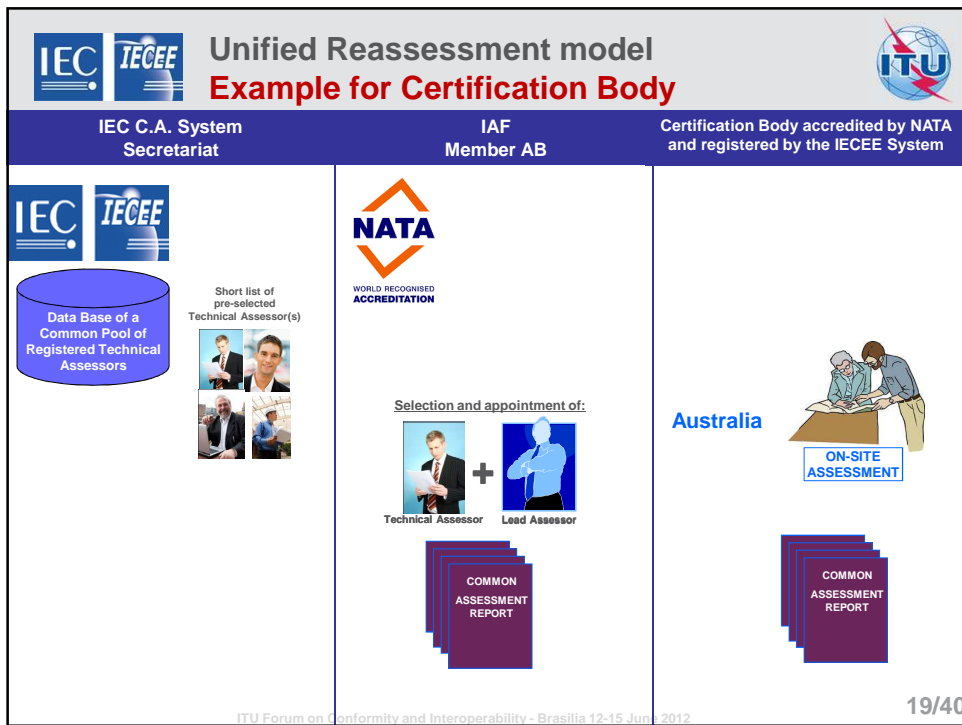 IEC IECEE
Unified Reassessment model
Example for Certification Body
ITU
IEC C.A. System
Secretariat
IAF
Member AB
Certification Body accredited by NATA
and registered by the IECEE System
IEC IECEE
Data Base of a
Common Pool of
Registered Technical
Assessors
Short list of
pre-selected
Technical Assessor(s)
NATA
WORLD RECOGNISED
ACCREDITATION
Selection and appointment of:
+
Technical Assessor
Lead Assessor
COMMON
ASSESSMENT
REPORT
Australia
ON-SITE
ASSESSMENT
COMMON
ASSESSMENT
REPORT
ITU Forum on Conformity and Interoperability - Brasilia 12-15 June 2012
19/40